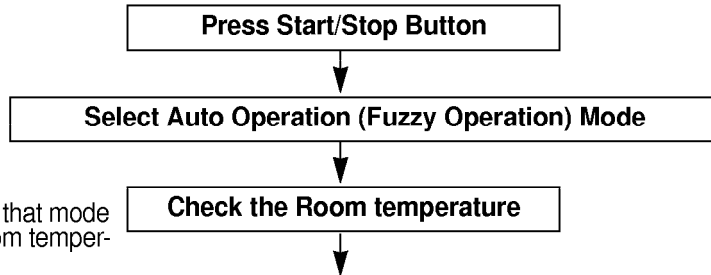 Press Start/Stop Button
Select Auto Operation (Fuzzy Operation) Mode
Check the Room temperature
that mode
om temper-